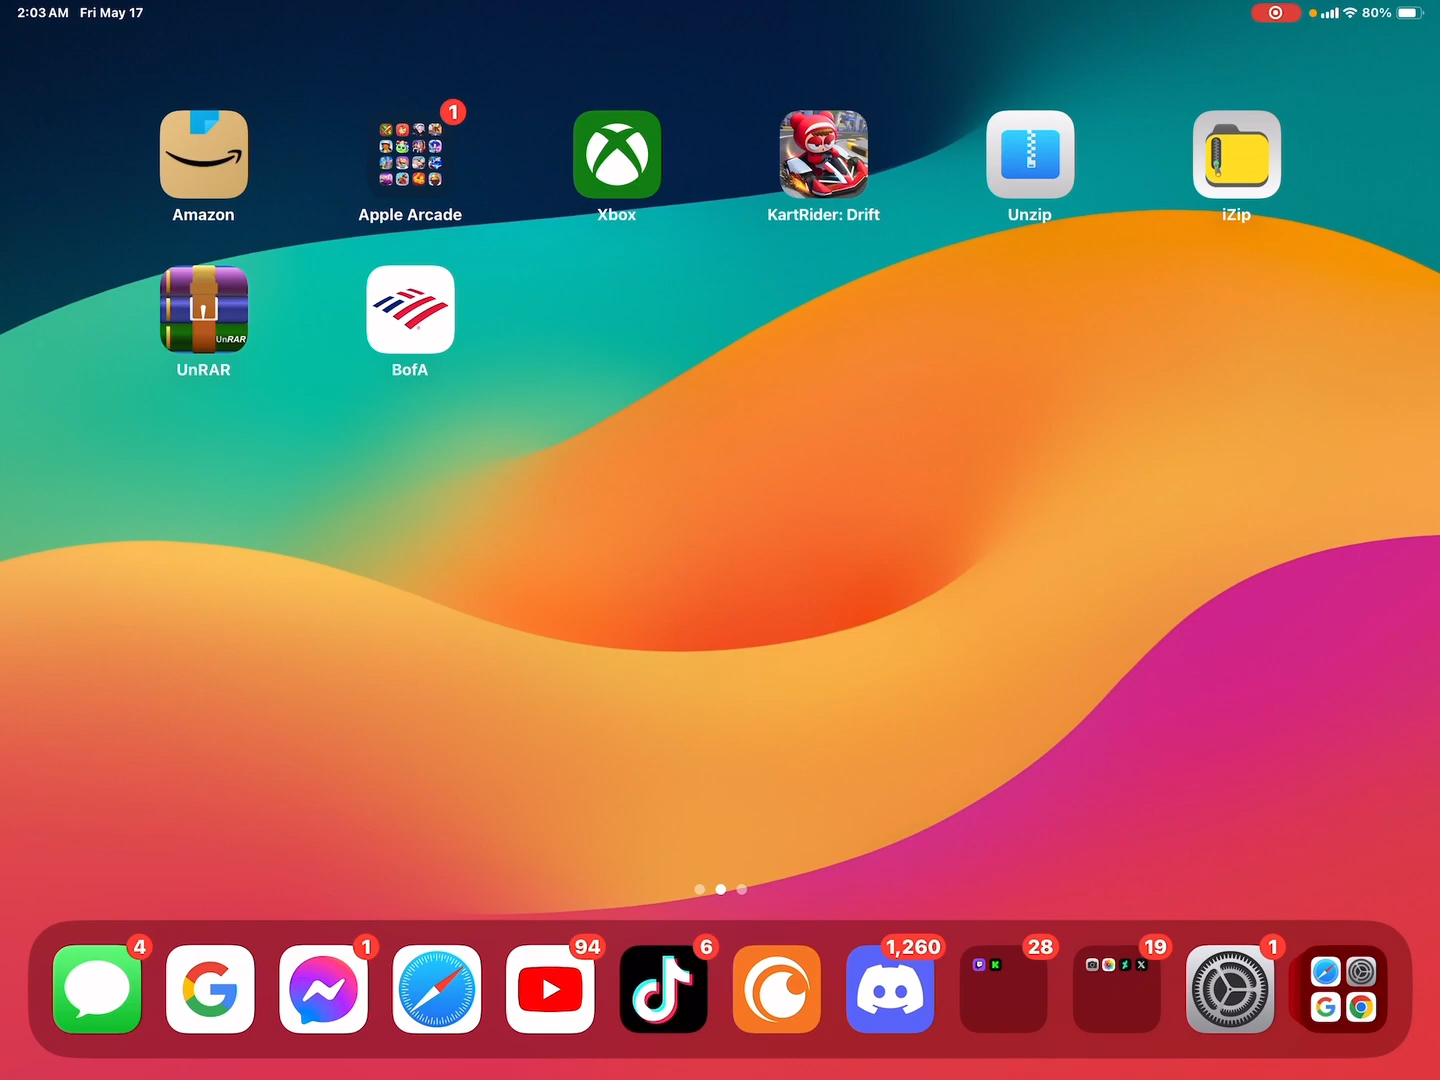 2:03 AM Fri May 17
80%
1
Amazon
Apple Arcade
Xbox
KartRider: Drift
Unzip
iZip
UnRAR
UnRAR
BofA
4
1
94
6
1,260
28
19
1